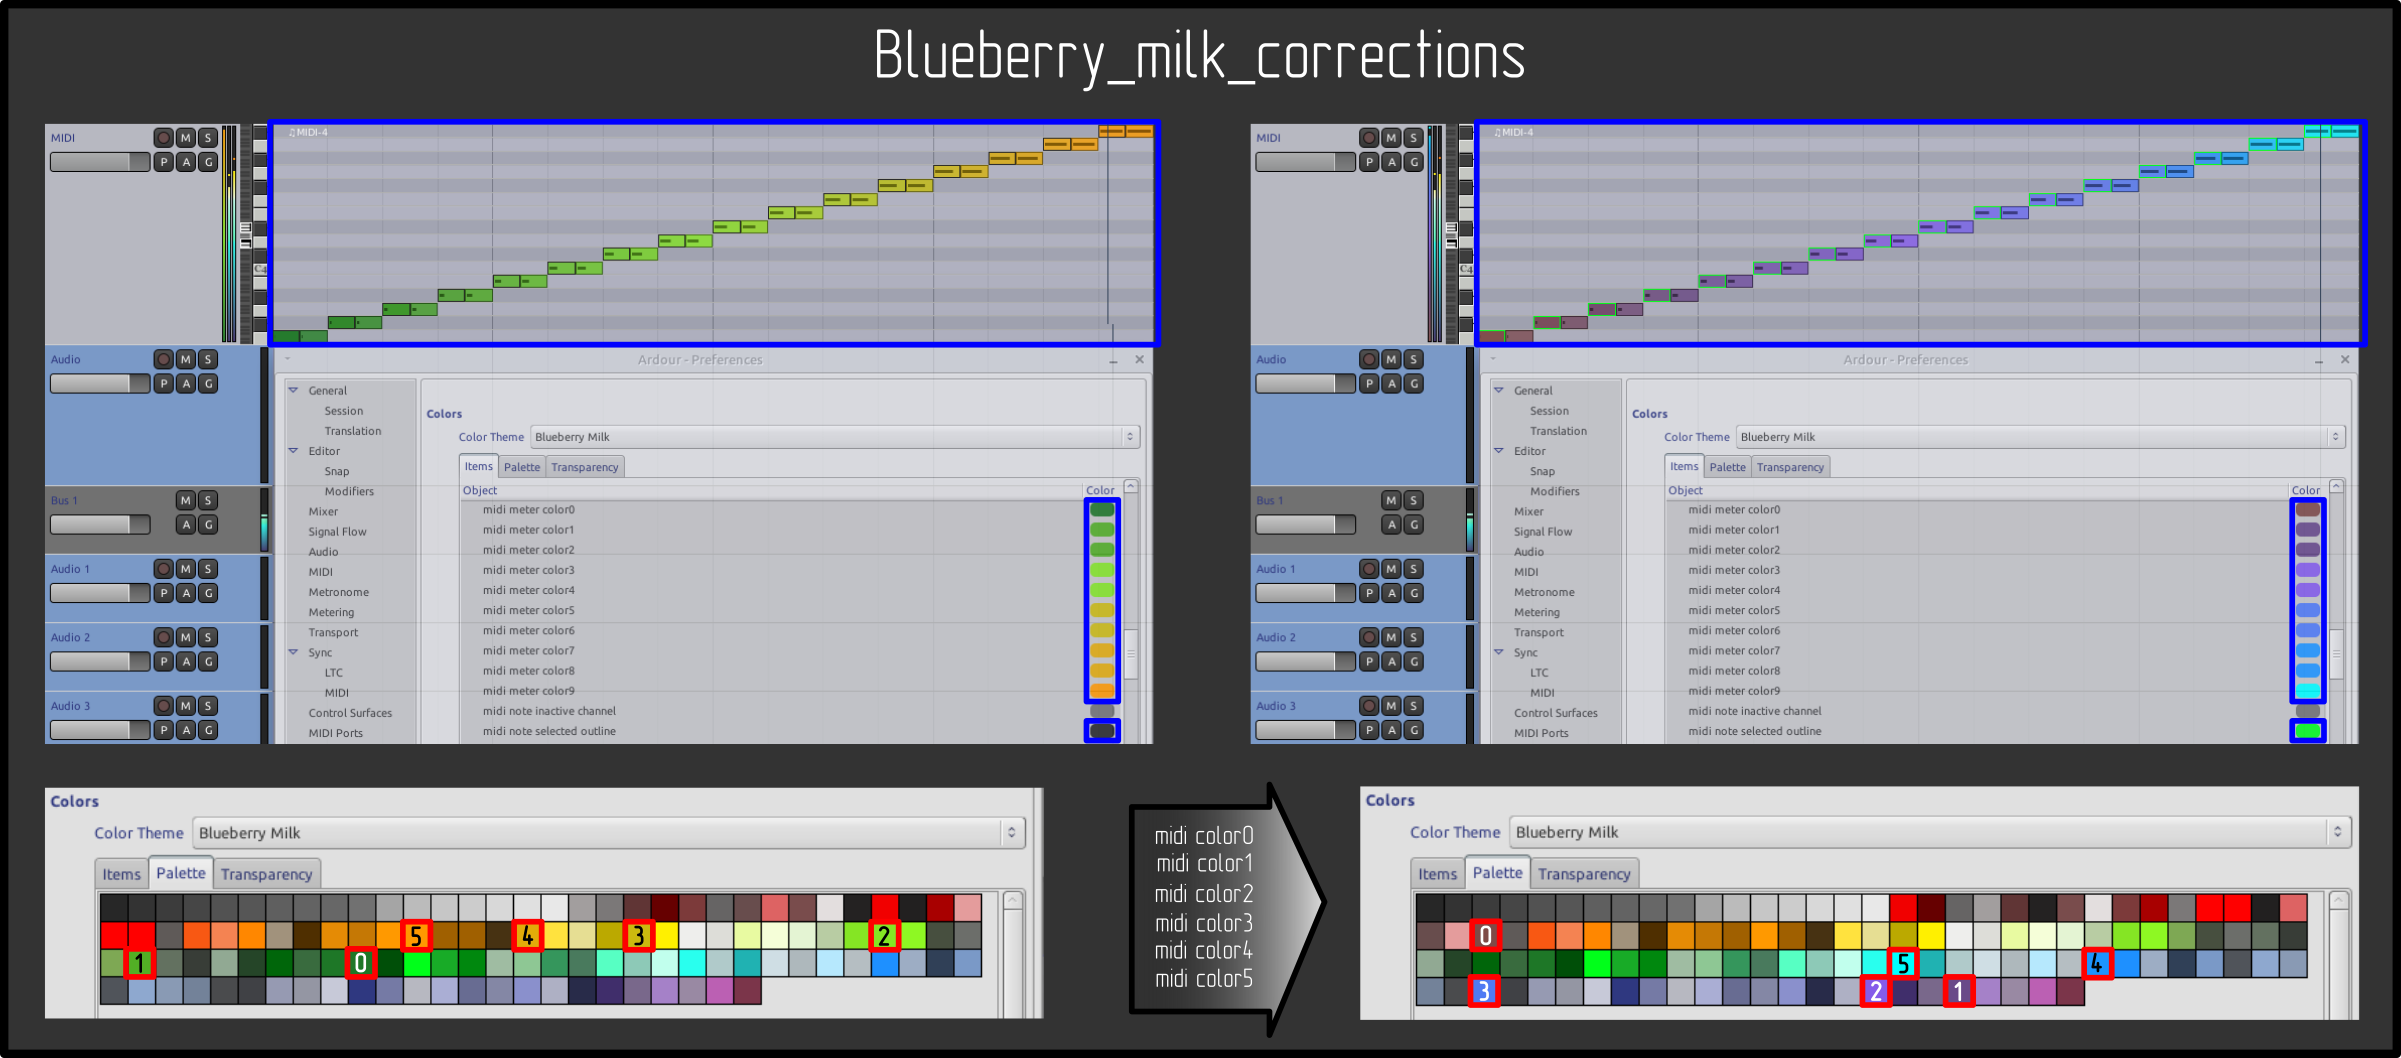 Blueberry_milk_corrections
MIDI
M S
P A G
♫MIDI-4
C4
Audio
M S
P A G
Bus 1
M S
A G
Audio 1
M S
P A G
Audio 2
M S
P A G
Audio 3
M S
P A G
Ardour - Preferences
General
Session
Translation
Editor
Snap
Modifiers
Mixer
Signal Flow
Audio
MIDI
Metronome
Metering
Transport
Sync
LTC
MIDI
Control Surfaces
MIDI Ports
Colors
Color Theme Blueberry Milk
Items Palette Transparency
Object Color
midi meter color0
midi meter color1
midi meter color2
midi meter color3
midi meter color4
midi meter color5
midi meter color6
midi meter color7
midi meter color8
midi meter color9
midi note inactive channel
midi note selected outline
MIDI
M S
P A G
♫MIDI-4
C4
Audio
M S
P A G
Bus 1
M S
A G
Audio 1
M S
P A G
Audio 2
M S
P A G
Audio 3
M S
P A G
Ardour - Preferences
General
Session
Translation
Editor
Snap
Modifiers
Mixer
Signal Flow
Audio
MIDI
Metronome
Metering
Transport
Sync
LTC
MIDI
Control Surfaces
MIDI Ports
Colors
Color Theme Blueberry Milk
Items Palette Transparency
Object Color
midi meter color0
midi meter color1
midi meter color2
midi meter color3
midi meter color4
midi meter color5
midi meter color6
midi meter color7
midi meter color8
midi meter color9
midi note inactive channel
midi note selected outline
Colors
Color Theme Blueberry Milk
Items Palette Transparency
5 4 3 2
1 0
midi color0
midi color1
midi color2
midi color3
midi color4
midi color5
Colors
Color Theme Blueberry Milk
Items Palette Transparency
0
5 4
3 2 1